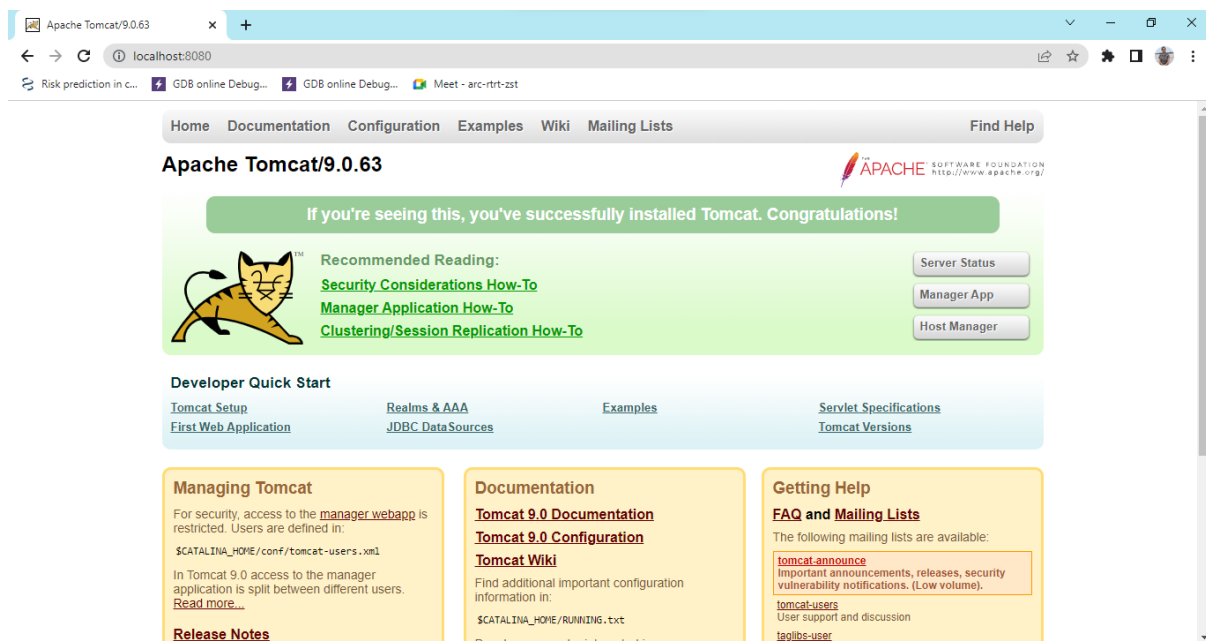 Apache Tomcat/9.0.63
localhost:8080
Risk prediction in c... GDB online Debug... GDB online Debug... Meet - arc-rtrt-zst
Home Documentation Configuration Examples Wiki Mailing Lists Find Help
Apache Tomcat/9.0.63
THE APACHE SOFTWARE FOUNDATION
http://www.apache.org/
If you're seeing this, you've successfully installed Tomcat. Congratulations!
TM
Recommended Reading:
Security Considerations How-To
Manager Application How-To
Clustering/Session Replication How-To
Server Status
Manager App
Host Manager
Developer Quick Start
Tomcat Setup Realms & AAA Examples Servlet Specifications
First Web Application JDBC DataSources Tomcat Versions
Managing Tomcat
For security, access to the manager webapp is
restricted. Users are defined in:
$CATALINA_HOME/conf/tomcat-users.xml
In Tomcat 9.0 access to the manager
application is split between different users.
Read more...
Release Notes
Documentation
Tomcat 9.0 Documentation
Tomcat 9.0 Configuration
Tomcat Wiki
Find additional important configuration
information in:
$CATALINA_HOME/RUNNING.txt
Getting Help
FAQ and Mailing Lists
The following mailing lists are available:
tomcat-announce
Important announcements, releases, security
vulnerability notifications. (Low volume).
tomcat-users
User support and discussion
taglibs-user